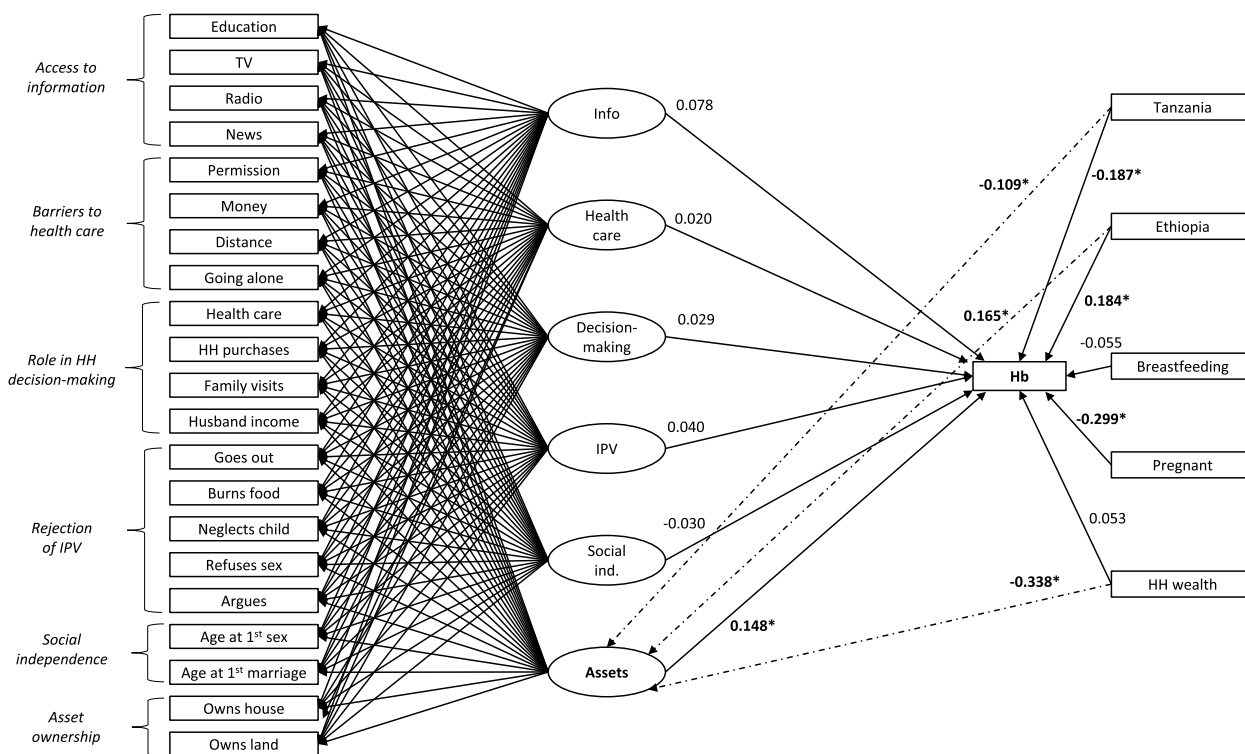 Access to
information
Education
TV
Radio
News
Barriers to
health care
Permission
Money
Distance
Going alone
Role in HH
decision-making
Health care
HH purchases
Family visits
Husband income
Rejection
of IPV
Goes out
Burns food
Neglects child
Refuses sex
Argues
Social
independence
Age at 1st sex
Age at 1st marriage
Asset
ownership
Owns house
Owns land
Info
Health
care
Decision-
making
IPV
Social
ind.
Assets
0.078
0.020
0.029
0.040
-0.030
0.148*
-0.109*
0.165*
-0.338*
-0.187*
0.184*
-0.055
-0.299*
0.053
Hb
Tanzania
Ethiopia
Breastfeeding
Pregnant
HH wealth